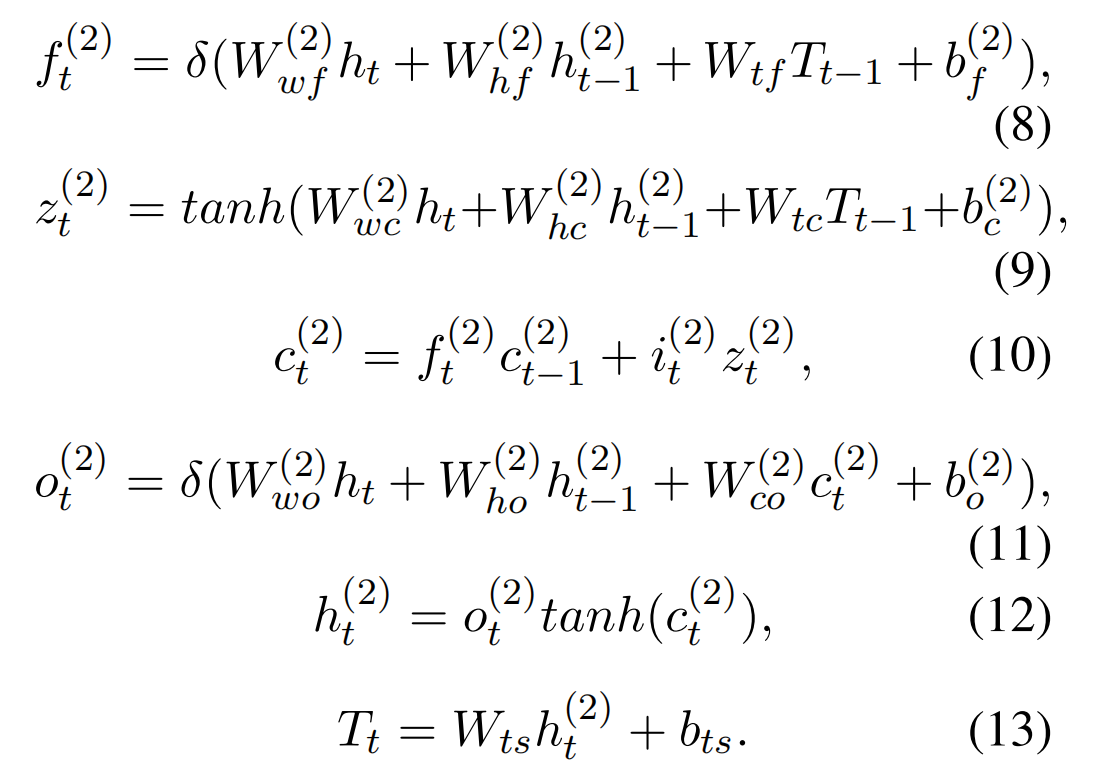 $f_t^{(2)} = \delta(W_{wf}^{(2)} h_t + W_{hf}^{(2)} h_{t-1}^{(2)} + W_{tf} T_{t-1} + b_f^{(2)}),$
(8)
$z_t^{(2)} = tanh(W_{wc}^{(2)} h_t + W_{hc}^{(2)} h_{t-1}^{(2)} + W_{tc} T_{t-1} + b_c^{(2)}),$
(9)
$c_t^{(2)} = f_t^{(2)} c_{t-1}^{(2)} + i_t^{(2)} z_t^{(2)},$ (10)
$o_t^{(2)} = \delta(W_{wo}^{(2)} h_t + W_{ho}^{(2)} h_{t-1}^{(2)} + W_{co}^{(2)} c_t^{(2)} + b_o^{(2)}),$
(11)
$h_t^{(2)} = o_t^{(2)} tanh(c_t^{(2)}),$ (12)
$T_t = W_{ts} h_t^{(2)} + b_{ts}.$ (13)